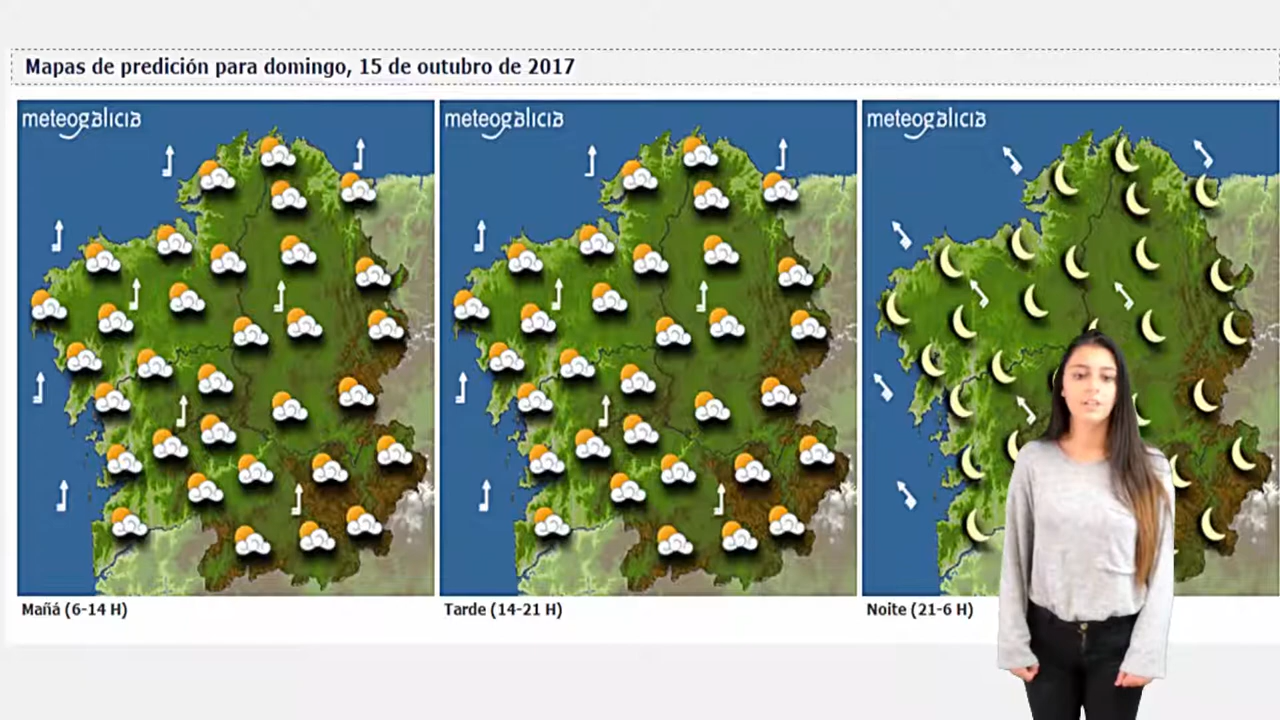 Mapas de predición para domingo, 15 de outubro de 2017
meteogalicia
meteogalicia
meteogalicia
Mañá (6-14 H)
Tarde (14-21 H)
Noite (21-6 H)